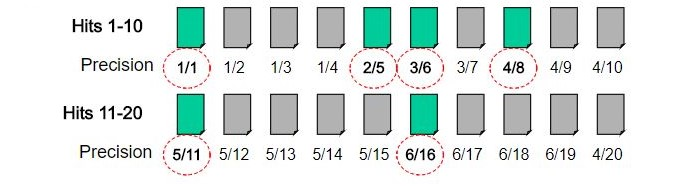 Hits 1-10
Precision 1/1 1/2 1/3 1/4 2/5 3/6 3/7 4/8 4/9 4/10
Hits 11-20
Precision 5/11 5/12 5/13 5/14 5/15 6/16 6/17 6/18 6/19 4/20